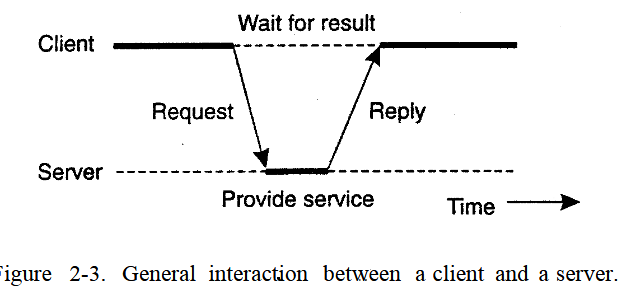 Wait for result
Client
Request
Reply
Server
Provide service
Time
igure 2-3. General interaction between a client and a server.